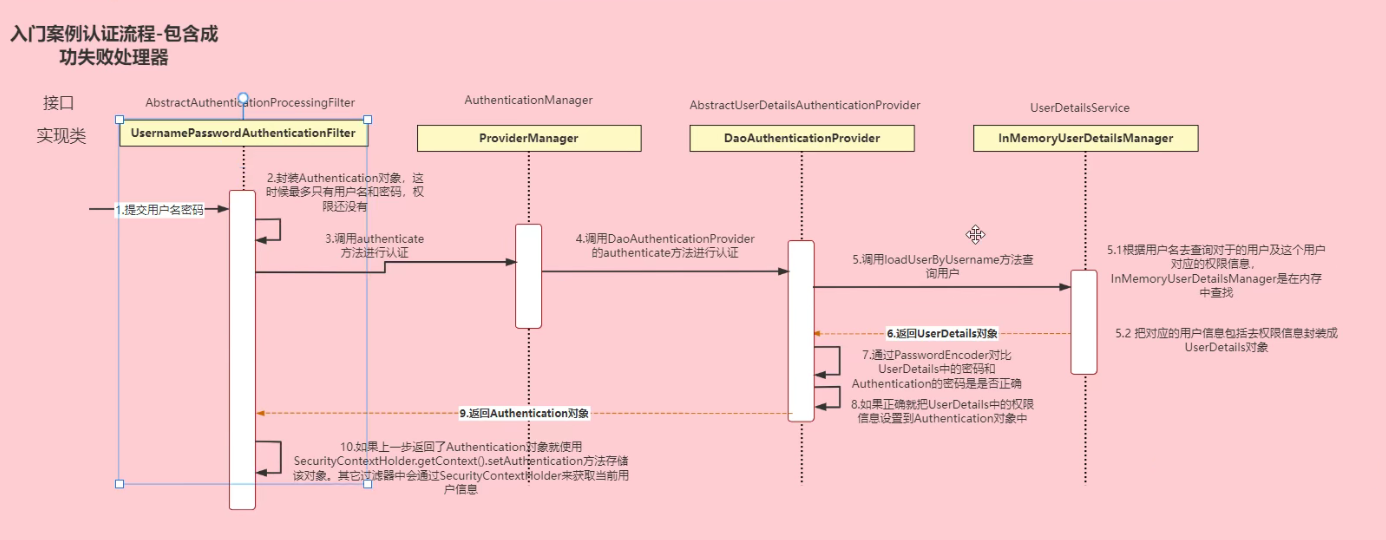 入门案例认证流程-包含成
功失败处理器
接口
AbstractAuthenticationProcessingFilter
AuthenticationManager
AbstractUserDetailsAuthenticationProvider
UserDetailsService
实现类
UsernamePasswordAuthenticationFilter
ProviderManager
DaoAuthenticationProvider
InMemoryUserDetailsManager
1.提交用户名密码
2.封装Authentication对象，这
时候最多只有用户名和密码，权
限还没有
3.调用authenticate
方法进行认证
4.调用DaoAuthenticationProvider
的authenticate方法进行认证
5.调用loadUserByUsername方法查
询用户
5.1根据用户名去查询对于的用户及这个用户
对应的权限信息，
InMemoryUserDetailsManager是在内存
中查找
5.2 把对应的用户信息包括去权限信息封装成
UserDetails对象
6.返回UserDetails对象
7.通过PasswordEncoder对比
UserDetails中的密码和
Authentication的密码是是否正确
8.如果正确就把UserDetails中的权限
信息设置到Authentication对象中
9.返回Authentication对象
10.如果上一步返回了Authentication对象就使用
SecurityContextHolder.getContext().setAuthentication方法存储
该对象。其它过滤器中会通过SecurityContextHolder来获取当前用
户信息